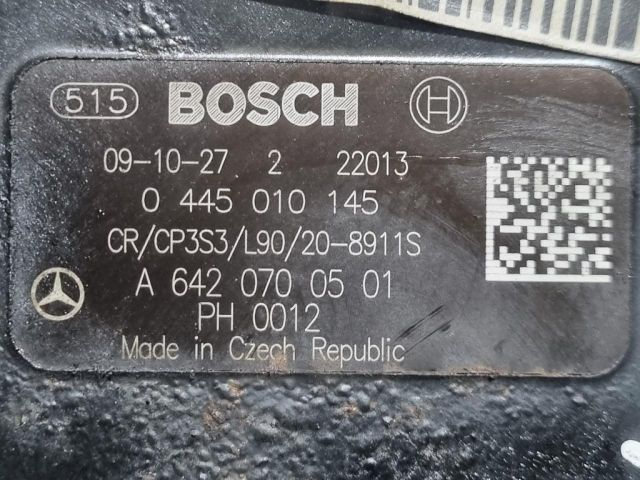 515 BOSCH
09-10-27 2 22013
0 445 010 145
CR/CP3S3/L90/20-8911S
A 642 070 05 01
PH 0012
Made in Czech Republic